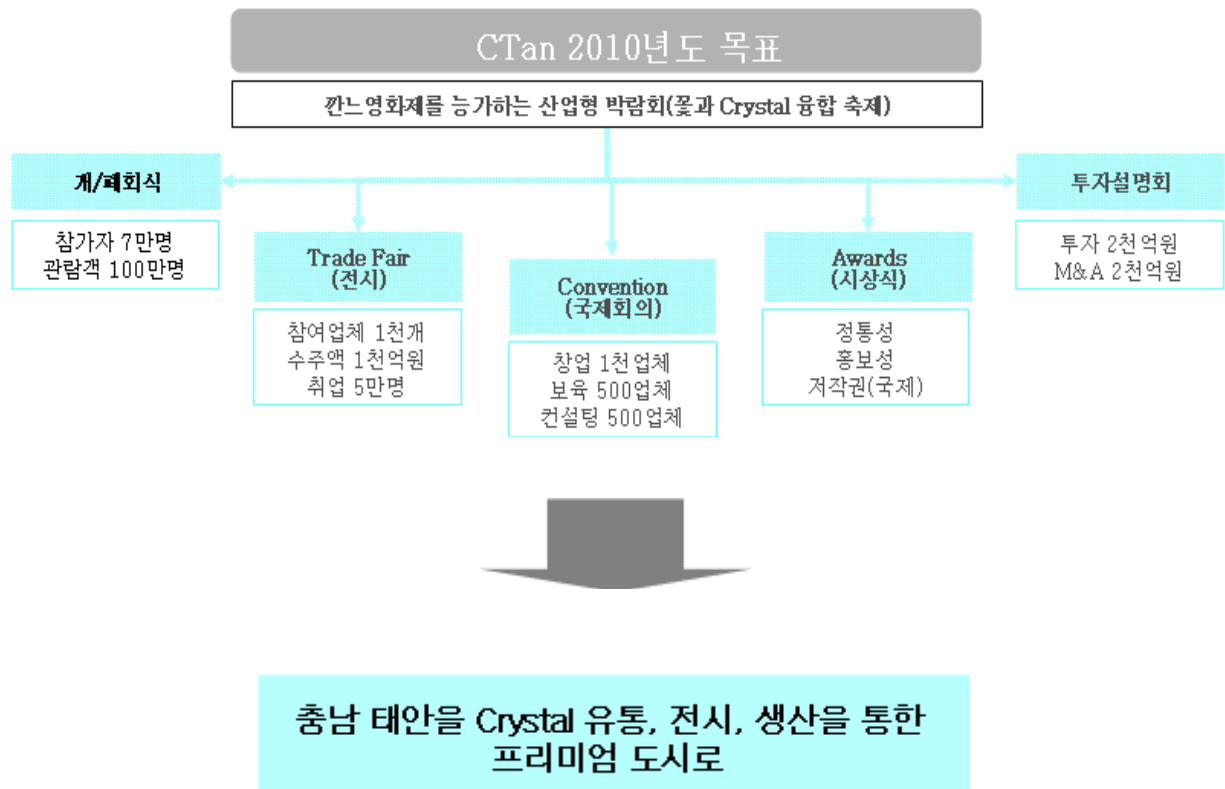 CTan 2010년도 목표
깐느영화제를 능가하는 산업형 박람회(꽃과 Crystal 융합 축제)
개/폐회식
참가자 7만명
관람객 100만명
Trade Fair
(전시)
참여업체 1천개
수주액 1천억원
취업 5만명
Convention
(국제회의)
창업 1천업체
보육 500업체
컨설팅 500업체
Awards
(시상식)
정통성
홍보성
저작권(국제)
투자설명회
투자 2천억원
M&A 2천억원
충남 태안을 Crystal 유통, 전시, 생산을 통한
프리미엄 도시로